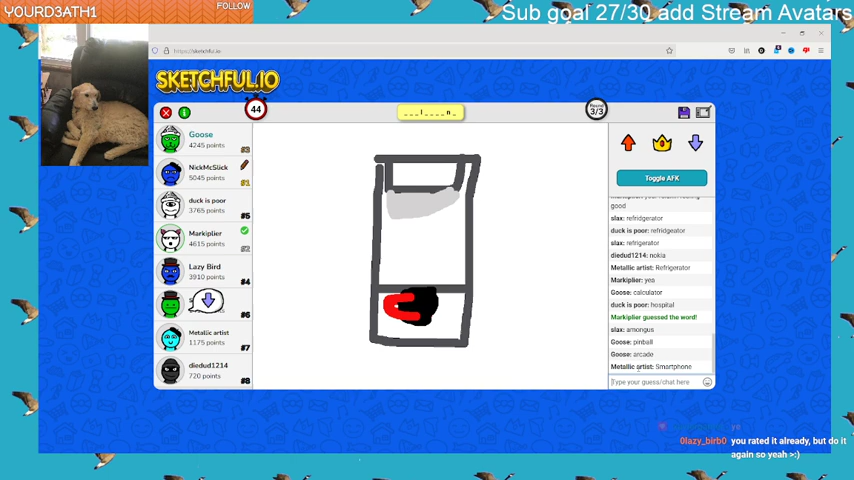 YOURD3ATH1
FOLLOW
Sub goal 27/30 add Stream Avatars
https://sketchful.io
SKETCHFUL.IO
44
_ _ _ l _ _ _ _ n _
Round
3/3
Goose
4245 points
#3
NickMcSlick
5045 points
#1
duck is poor
3765 points
#5
Markiplier
4615 points
#2
Lazy Bird
3910 points
#4
#6
Metallic artist
1175 points
#7
diedud1214
720 points
#8
Toggle AFK
good
slax: refridgerator
duck is poor: refridgeator
slax: refrigerator
diedud1214: nokia
Metallic artist: Refrigerator
Markiplier: yeo
Goose: calculator
duck is poor: hospital
Markiplier guessed the word!
slax: amongus
Goose: pinball
Goose: arcade
Metallic artist: Smartphone
Type your guess/chat here
0lazy_birb0 you rated it already, but do it
again so yeah >:)